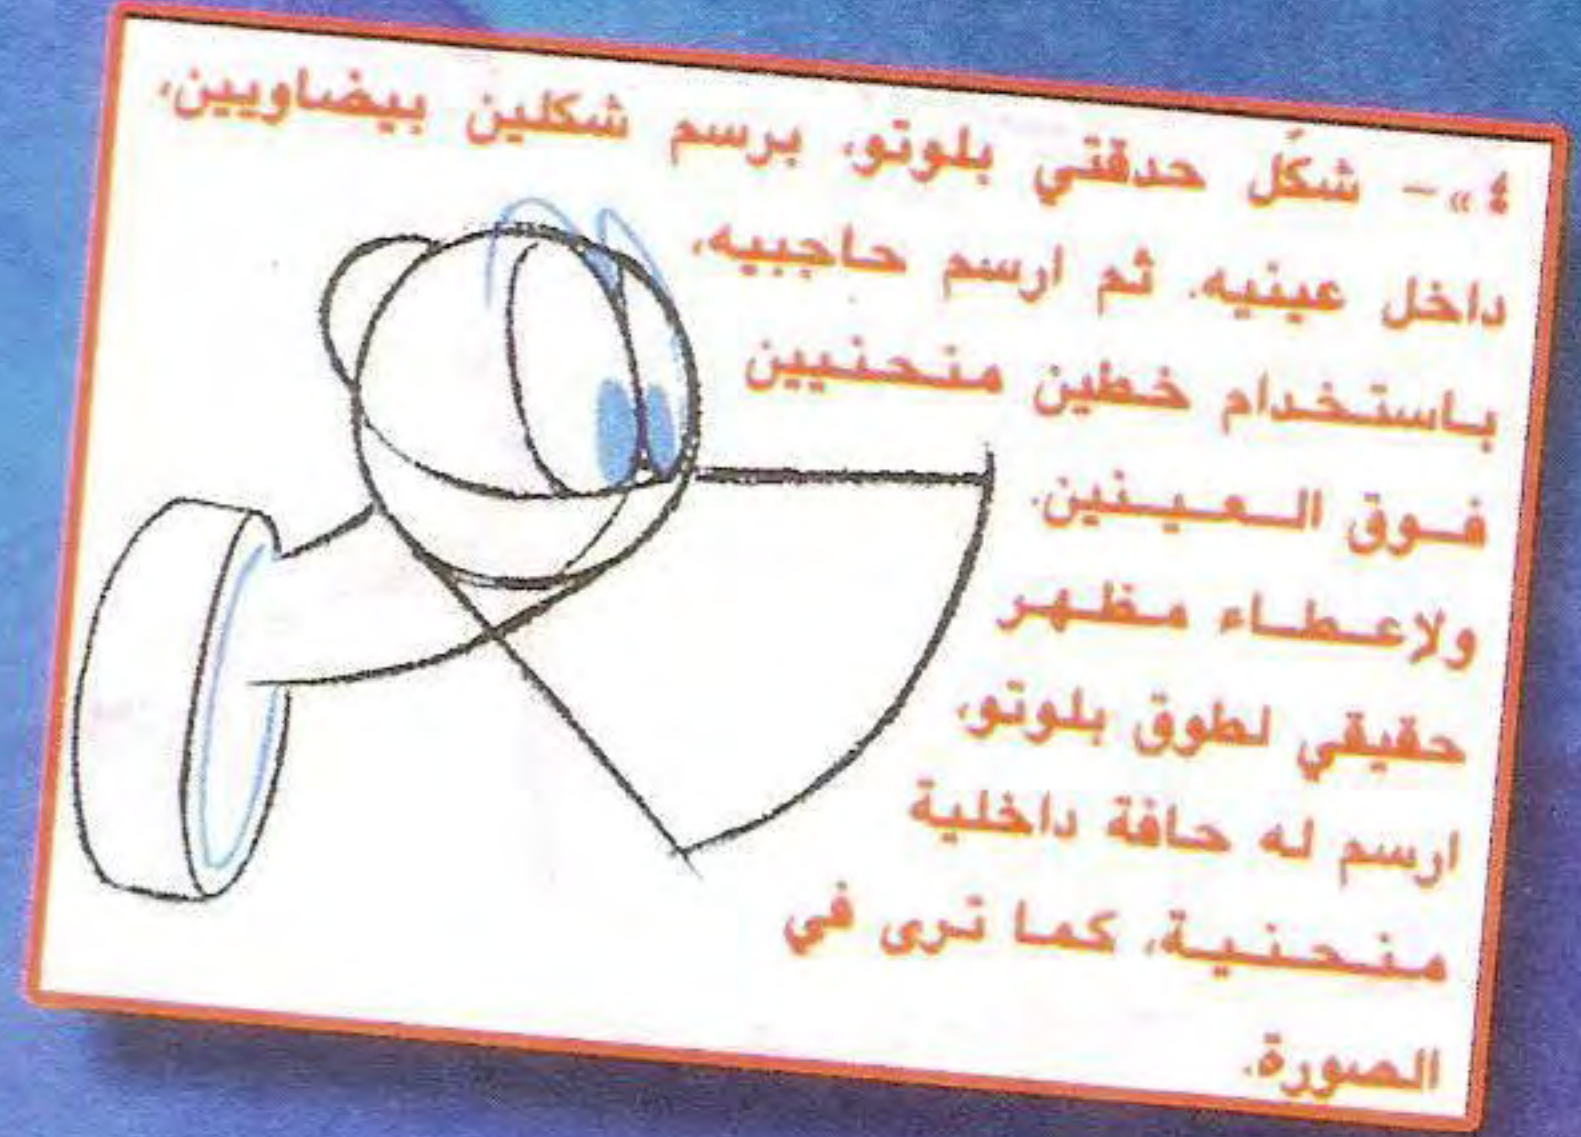 «٤» – شكّل حدقتي بلوتو، برسم شكلين بيضاويين،
داخل عينيه. ثم ارسم حاجبيه،
باستخدام خطين منحنيين
فوق العينين.
ولإعطاء مظهر
حقيقي لطوق بلوتو،
ارسم له حافة داخلية
منحنية، كما ترى في
الصورة.